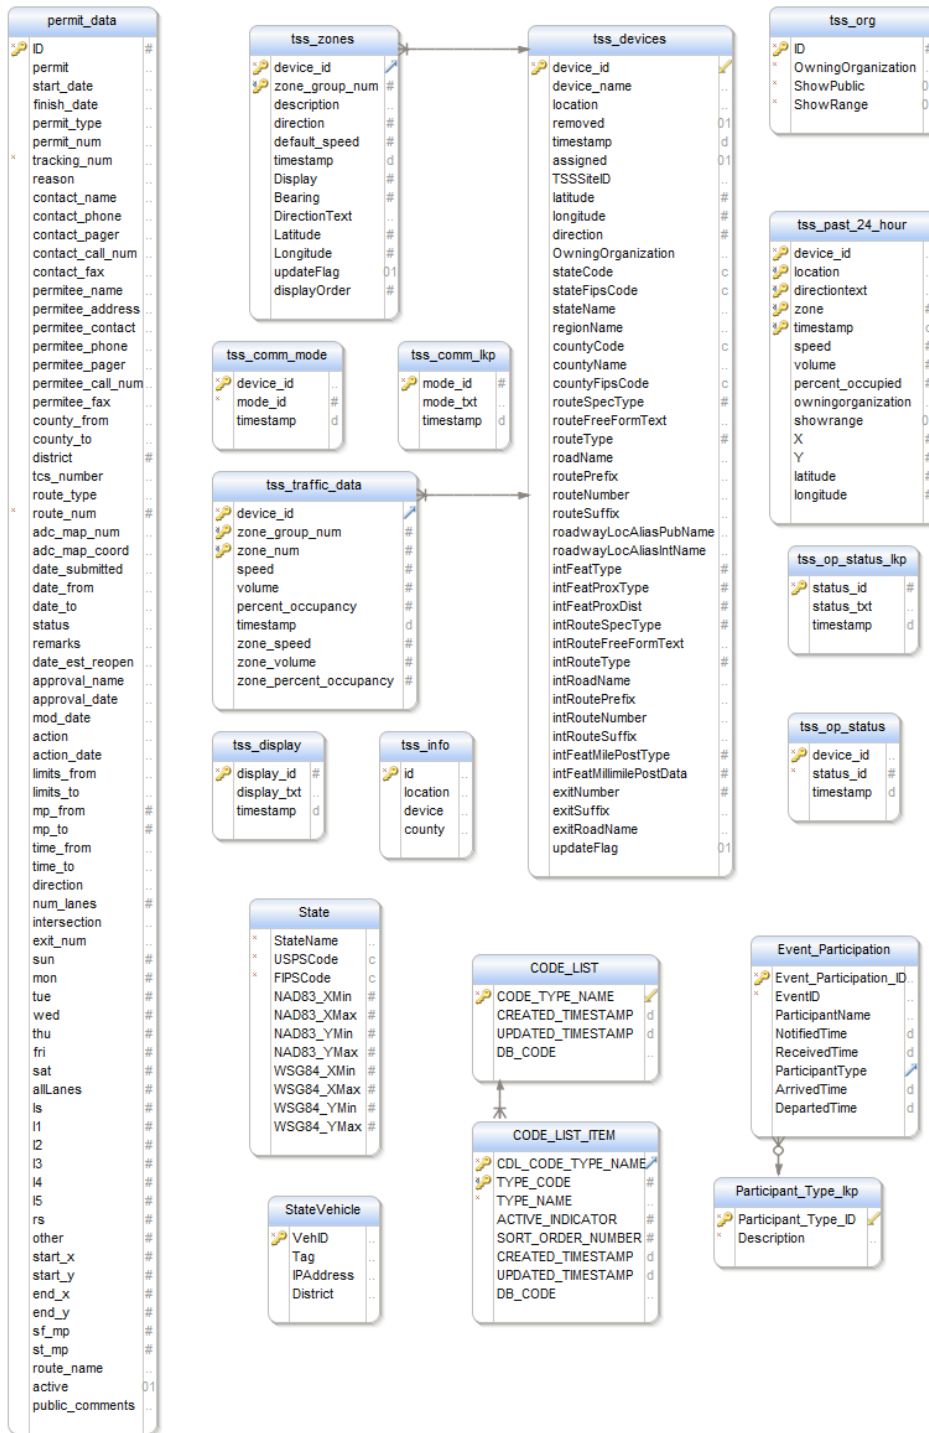 permit_data
ID #
permit ..
start_date ..
finish_date ..
permit_type ..
permit_num ..
tracking_num ..
reason ..
contact_name ..
contact_phone ..
contact_pager ..
contact_call_num ..
contact_fax ..
permitee_name ..
permitee_address ..
permitee_contact ..
permitee_phone ..
permitee_pager ..
permitee_call_num ..
permitee_fax ..
county_from ..
county_to ..
district #
tcs_number ..
route_type ..
route_num #
adc_map_num ..
adc_map_coord ..
date_submitted ..
date_from ..
date_to ..
status ..
remarks ..
date_est_reopen ..
approval_name ..
approval_date ..
mod_date ..
action ..
action_date ..
limits_from ..
limits_to ..
mp_from #
mp_to #
time_from ..
time_to ..
direction ..
num_lanes #
intersection ..
exit_num ..
sun #
mon #
tue #
wed #
thu #
fri #
sat #
allLanes #
ls #
l1 #
l2 #
l3 #
l4 #
l5 #
rs #
other #
start_x #
start_y #
end_x #
end_y #
sf_mp #
st_mp #
route_name ..
active 01
public_comments ..
tss_zones
device_id
zone_group_num #
description ..
direction #
default_speed #
timestamp d
Display #
Bearing #
DirectionText ..
Latitude #
Longitude #
updateFlag 01
displayOrder #
tss_comm_mode
device_id ..
mode_id #
timestamp d
tss_comm_lkp
mode_id #
mode_txt ..
timestamp d
tss_traffic_data
device_id
zone_group_num #
zone_num #
speed #
volume #
percent_occupancy #
timestamp d
zone_speed #
zone_volume #
zone_percent_occupancy #
tss_display
display_id #
display_txt ..
timestamp d
tss_info
id ..
location ..
device ..
county ..
tss_devices
device_id
device_name ..
location ..
removed 01
timestamp d
assigned 01
TSSSiteID ..
latitude #
longitude #
direction #
OwningOrganization ..
stateCode c
stateFipsCode c
stateName ..
regionName ..
countyCode c
countyName ..
countyFipsCode c
routeSpecType #
routeFreeFormText ..
routeType #
roadName ..
routePrefix ..
routeNumber ..
routeSuffix ..
roadwayLocAliasPubName ..
roadwayLocAliasIntName ..
intFeatType #
intFeatProxType #
intFeatProxDist #
intRouteSpecType #
intRouteFreeFormText ..
intRouteType #
intRoadName ..
intRoutePrefix ..
intRouteNumber ..
intRouteSuffix ..
intFeatMilePostType #
intFeatMillimilePostData #
exitNumber #
exitSuffix ..
exitRoadName ..
updateFlag 01
tss_org
ID #
OwningOrganization ..
ShowPublic
ShowRange
tss_past_24_hour
device_id ..
location ..
directiontext ..
zone #
timestamp
speed #
volume #
percent_occupied #
owningorganization ..
showrange
X #
Y #
latitude #
longitude #
tss_op_status_lkp
status_id #
status_txt ..
timestamp d
tss_op_status
device_id ..
status_id #
timestamp d
State
StateName ..
USPSCode c
FIPSCode c
NAD83_XMin #
NAD83_XMax #
NAD83_YMin #
NAD83_YMax #
WSG84_XMin #
WSG84_XMax #
WSG84_YMin #
WSG84_YMax #
StateVehicle
VehID ..
Tag ..
IPAddress ..
District ..
CODE_LIST
CODE_TYPE_NAME
CREATED_TIMESTAMP d
UPDATED_TIMESTAMP d
DB_CODE ..
CODE_LIST_ITEM
CDL_CODE_TYPE_NAME
TYPE_CODE #
TYPE_NAME ..
ACTIVE_INDICATOR #
SORT_ORDER_NUMBER #
CREATED_TIMESTAMP d
UPDATED_TIMESTAMP d
DB_CODE ..
Event_Participation
Event_Participation_ID ..
EventID ..
ParticipantName ..
NotifiedTime d
ReceivedTime d
ParticipantType
ArrivedTime d
DepartedTime d
Participant_Type_lkp
Participant_Type_ID
Description ..